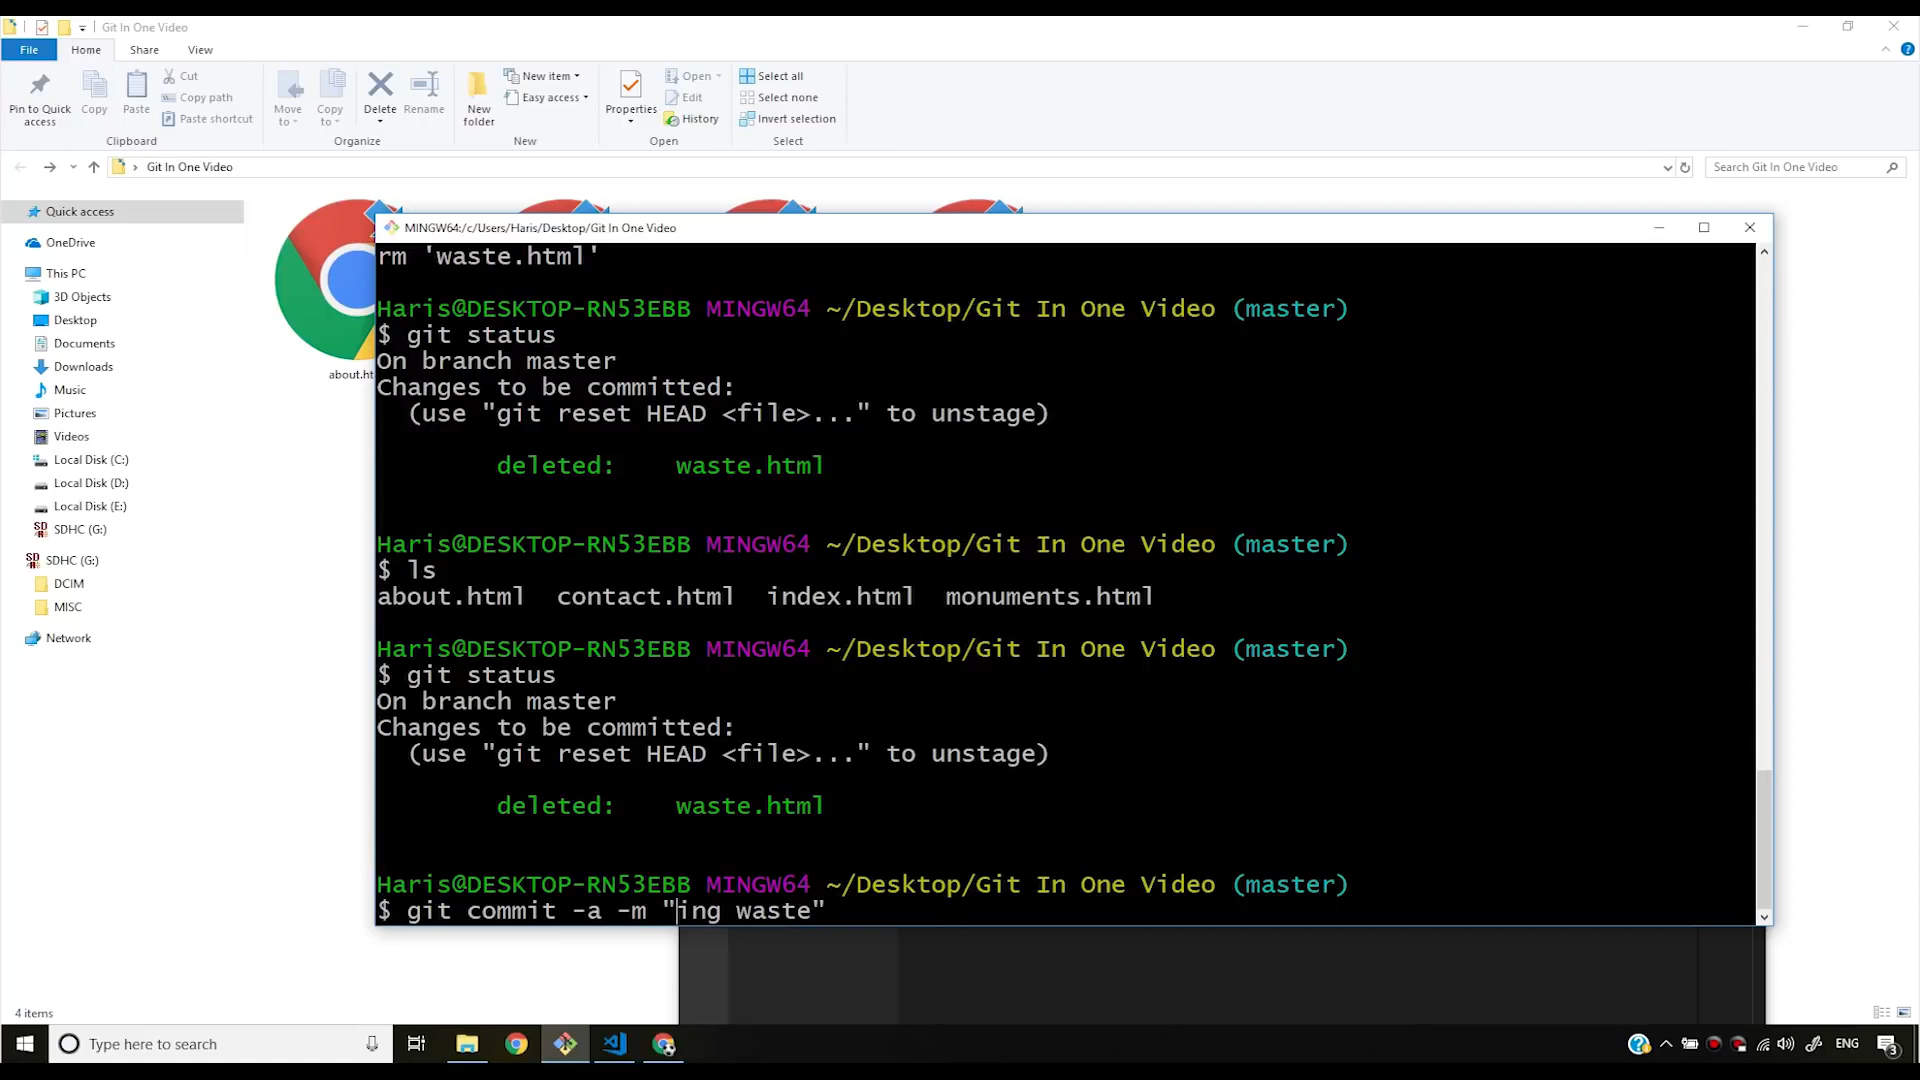 Git In One Video
File Home Share View
Pin to Quick access
Copy
Paste
Cut
Copy path
Paste shortcut
Clipboard
Move to
Copy to
Delete
Rename
Organize
New folder
New item
Easy access
New
Properties
Open
Edit
History
Open
Select all
Select none
Invert selection
Select
Git In One Video
Search Git In One Video
Quick access
OneDrive
This PC
3D Objects
Desktop
Documents
Downloads
Music
Pictures
Videos
Local Disk (C:)
Local Disk (D:)
Local Disk (E:)
SDHC (G:)
SDHC (G:)
DCIM
MISC
Network
about.ht
MINGW64:/c/Users/Haris/Desktop/Git In One Video
rm 'waste.html'
Haris@DESKTOP-RN53EBB MINGW64 ~/Desktop/Git In One Video (master)
$ git status
On branch master
Changes to be committed:
(use "git reset HEAD <file>..." to unstage)
deleted: waste.html
Haris@DESKTOP-RN53EBB MINGW64 ~/Desktop/Git In One Video (master)
$ ls
about.html contact.html index.html monuments.html
Haris@DESKTOP-RN53EBB MINGW64 ~/Desktop/Git In One Video (master)
$ git status
On branch master
Changes to be committed:
(use "git reset HEAD <file>..." to unstage)
deleted: waste.html
Haris@DESKTOP-RN53EBB MINGW64 ~/Desktop/Git In One Video (master)
$ git commit -a -m "ing waste"
4 items
Type here to search
ENG
3